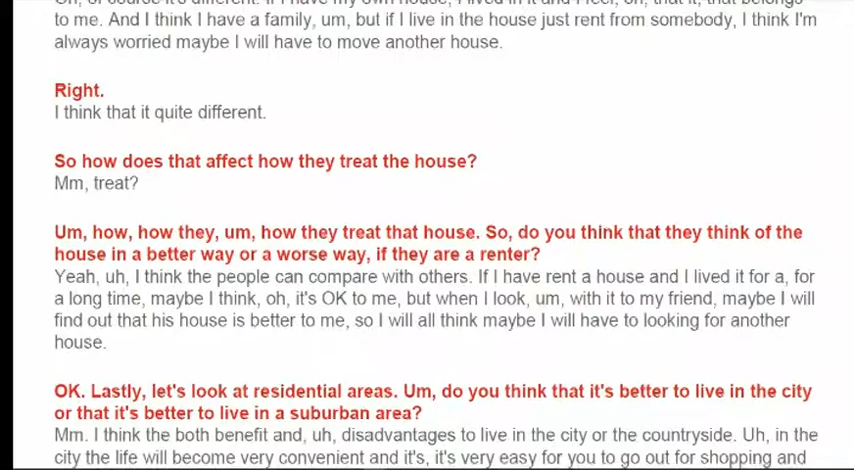 to me. And I think I have a family, um, but if I live in the house just rent from somebody, I think I'm
always worried maybe I will have to move another house.
Right.
I think that it quite different.
So how does that affect how they treat the house?
Mm, treat?
Um, how, how they, um, how they treat that house. So, do you think that they think of the
house in a better way or a worse way, if they are a renter?
Yeah, uh, I think the people can compare with others. If I have rent a house and I lived it for a, for
a long time, maybe I think, oh, it's OK to me, but when I look, um, with it to my friend, maybe I will
find out that his house is better to me, so I will all think maybe I will have to looking for another
house.
OK. Lastly, let's look at residential areas. Um, do you think that it's better to live in the city
or that it's better to live in a suburban area?
Mm. I think the both benefit and, uh, disadvantages to live in the city or the countryside. Uh, in the
city the life will become very convenient and it's, it's very easy for you to go out for shopping and